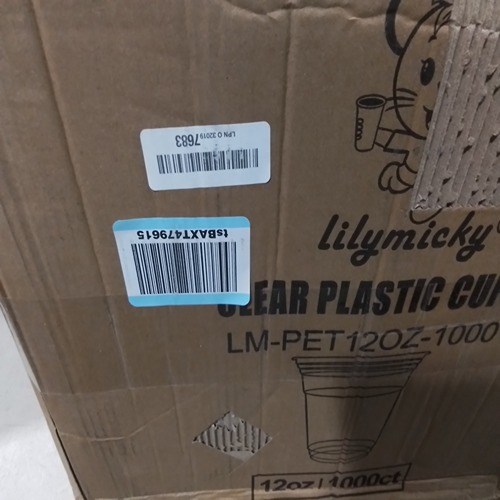 LPN O 32019
7683
tsBAXT479615
lilymicky
CLEAR PLASTIC CU
LM-PET12OZ-1000
12oz | 1000ct